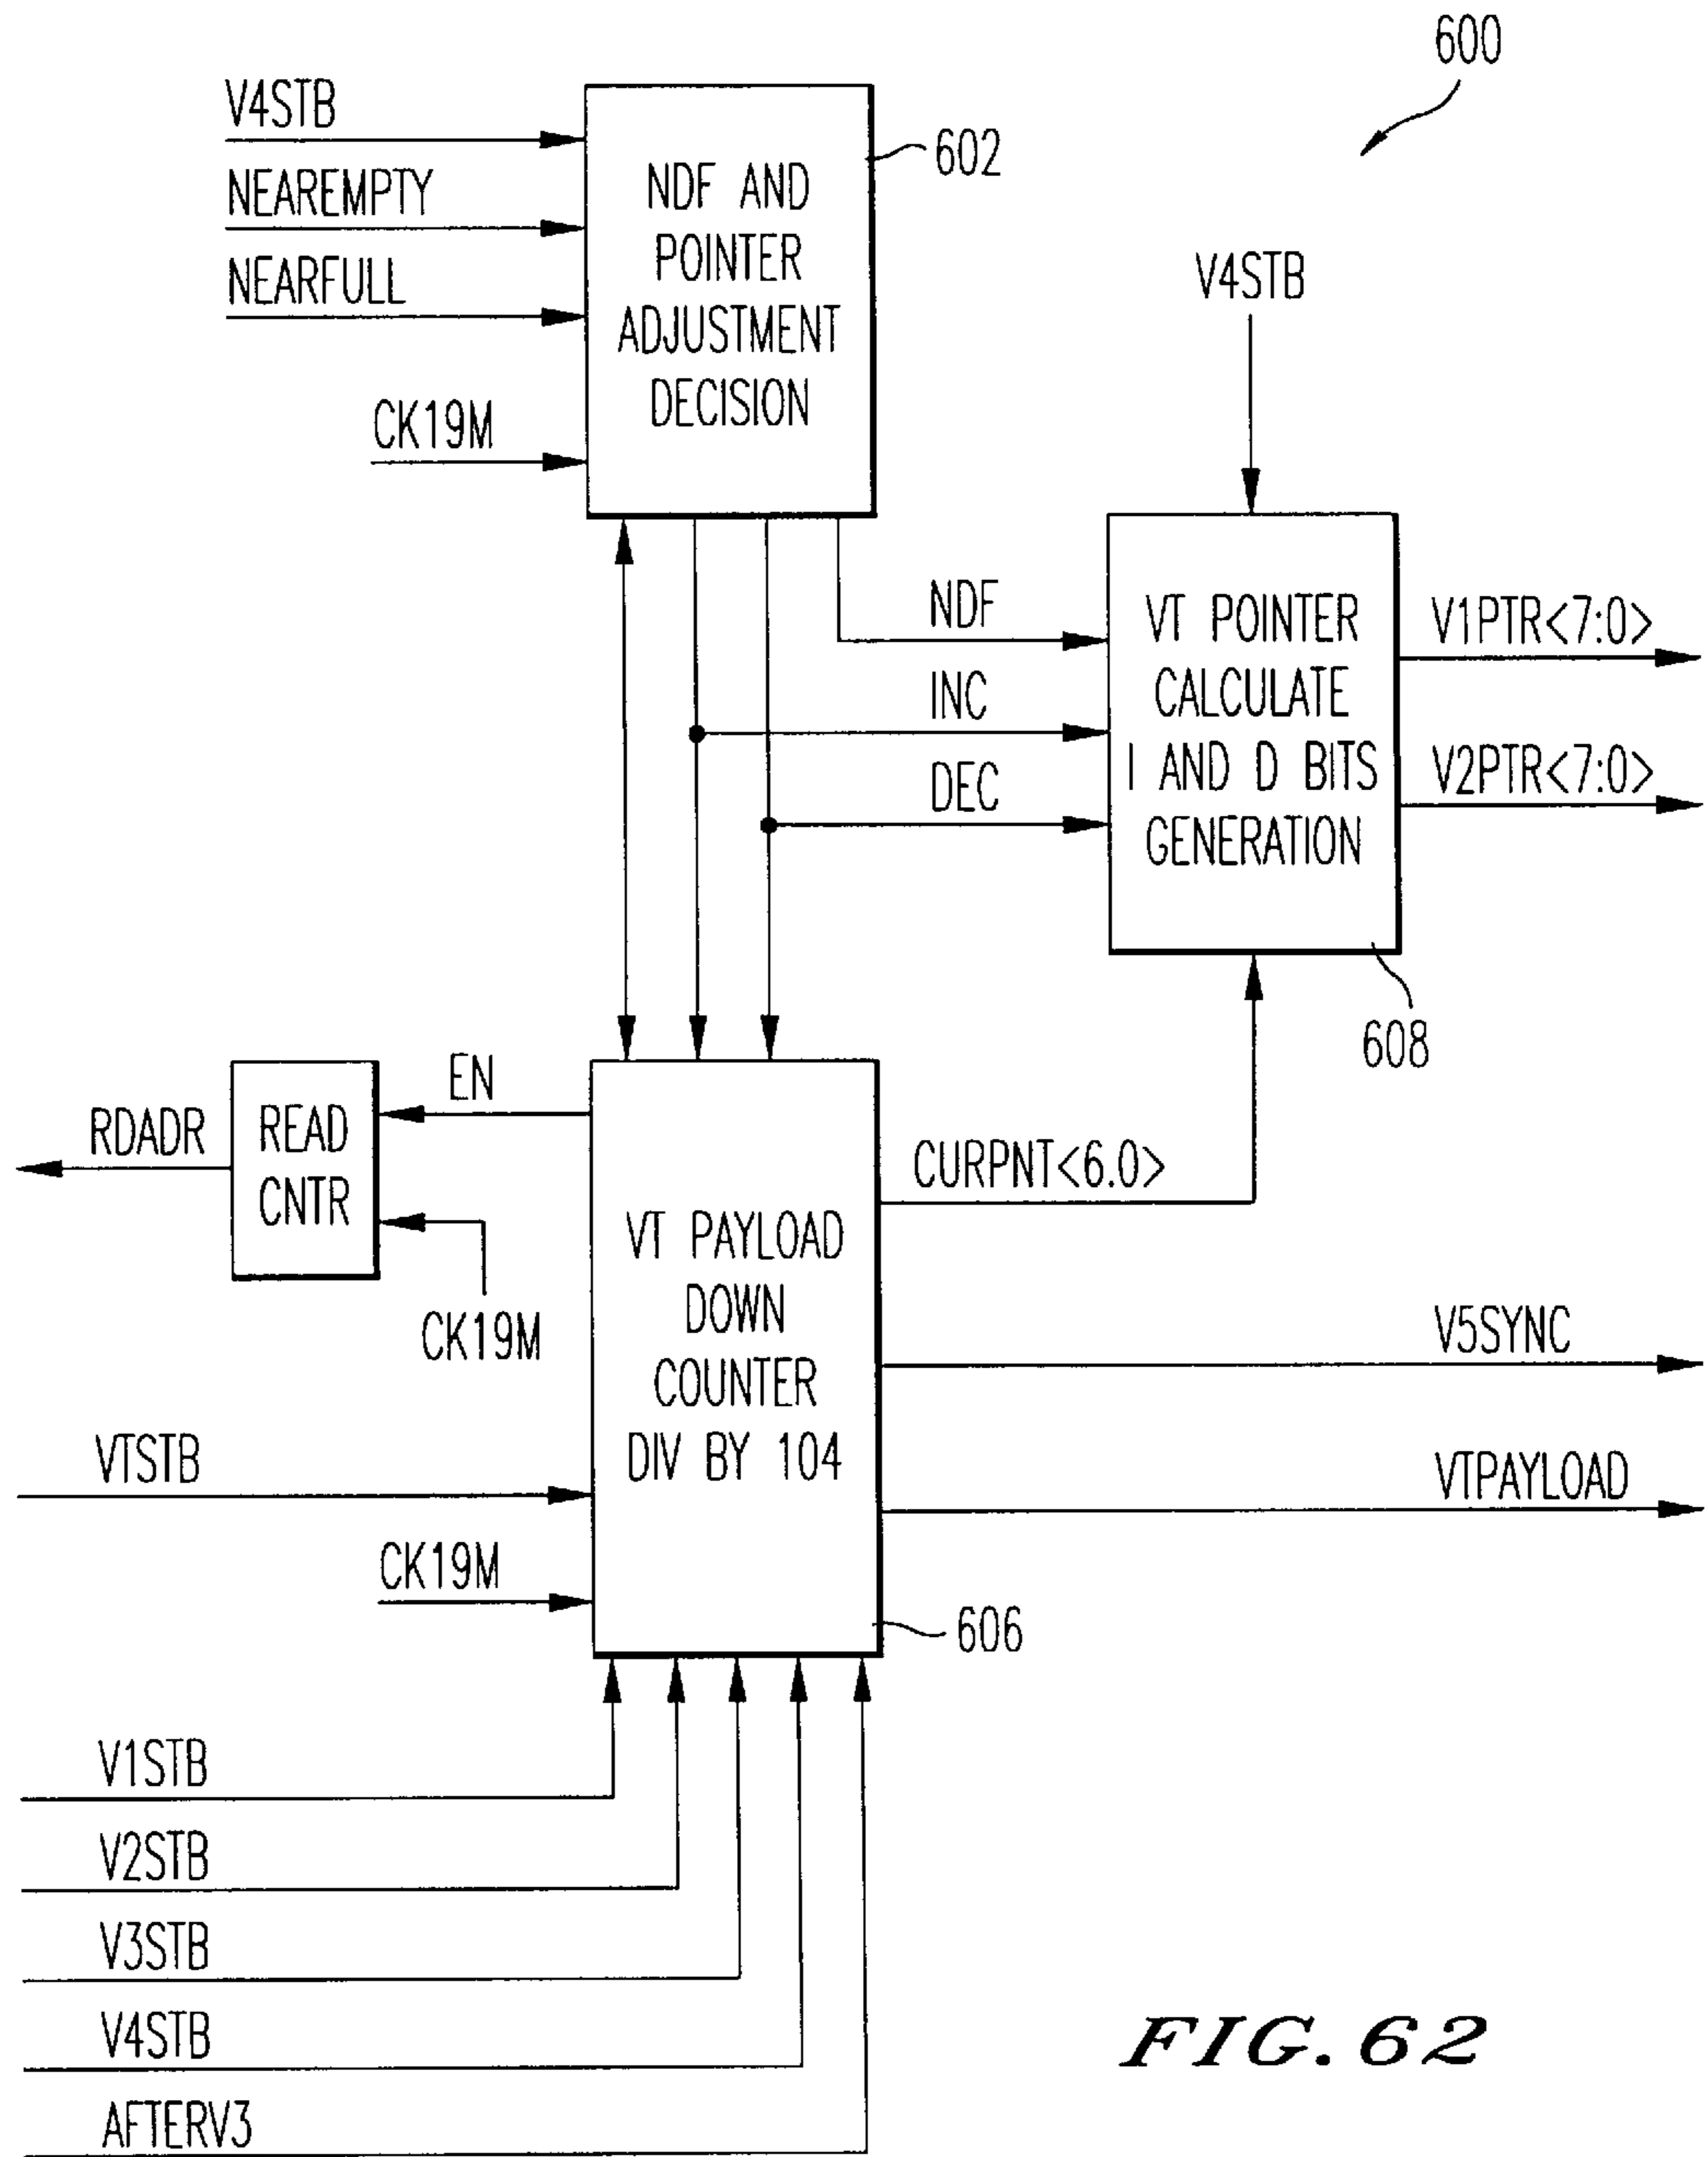 600
V4STB
NEAREMPTY
NEARFULL
CK19M
NDF AND
POINTER
ADJUSTMENT
DECISION
602
V4STB
NDF
INC
DEC
VT POINTER
CALCULATE
I AND D BITS
GENERATION
V1PTR<7:0>
V2PTR<7:0>
608
RDADR
READ
CNTR
EN
CK19M
CURPNT<6.0>
VT PAYLOAD
DOWN
COUNTER
DIV BY 104
V5SYNC
VTPAYLOAD
VTSTB
CK19M
606
V1STB
V2STB
V3STB
V4STB
AFTERV3
FIG. 62